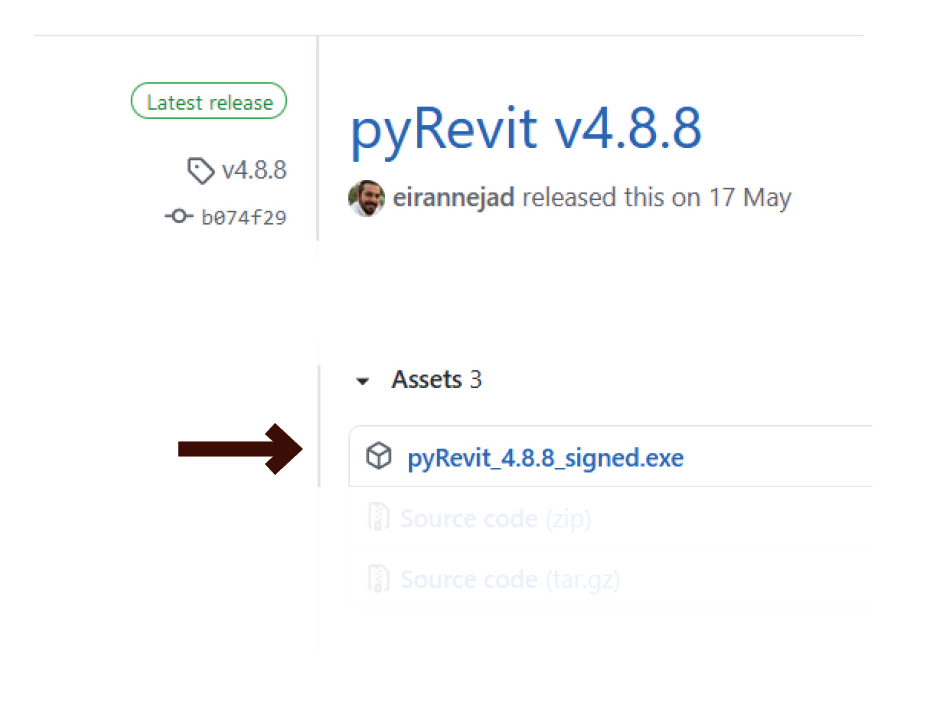 Latest release
v4.8.8
b074f29
pyRevit v4.8.8
eirannejad released this on 17 May
Assets 3
pyRevit_4.8.8_signed.exe
Source code (zip)
Source code (tar.gz)